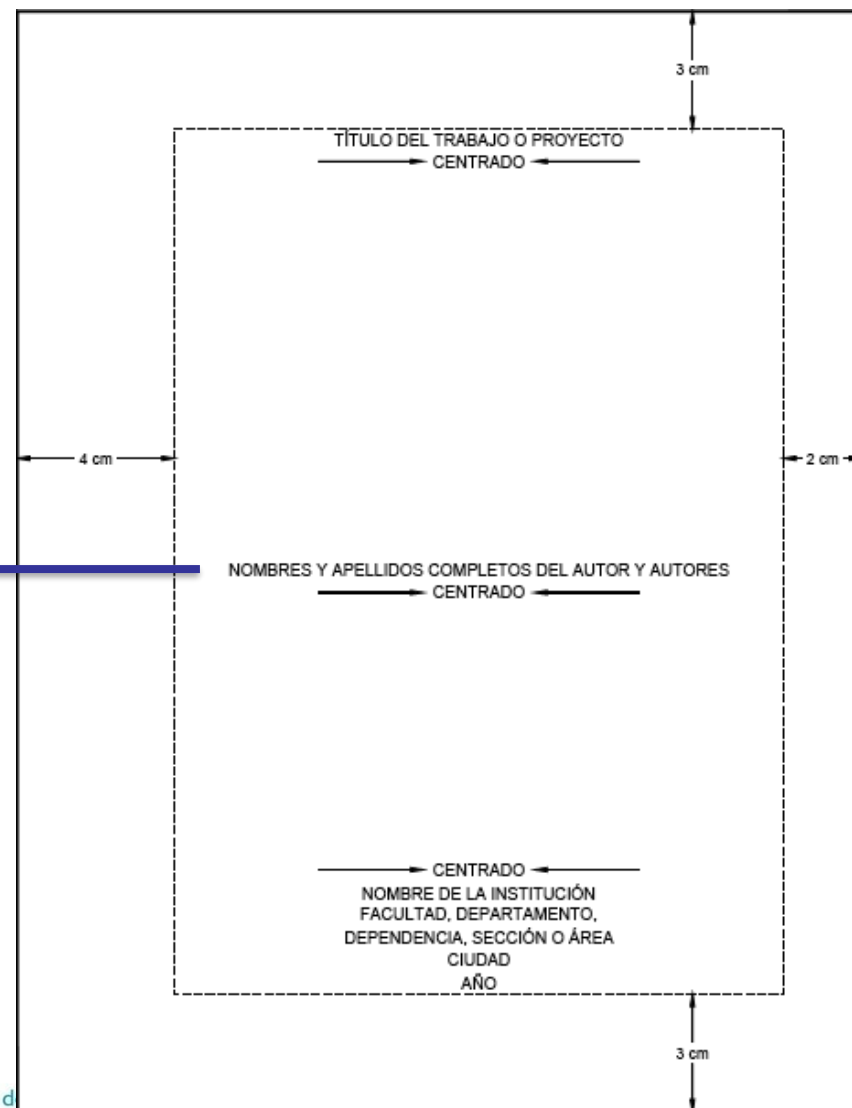 3 cm
TÍTULO DEL TRABAJO O PROYECTO
CENTRADO
4 cm
2 cm
NOMBRES Y APELLIDOS COMPLETOS DEL AUTOR Y AUTORES
CENTRADO
CENTRADO
NOMBRE DE LA INSTITUCIÓN
FACULTAD, DEPARTAMENTO,
DEPENDENCIA, SECCIÓN O ÁREA
CIUDAD
AÑO
3 cm
d